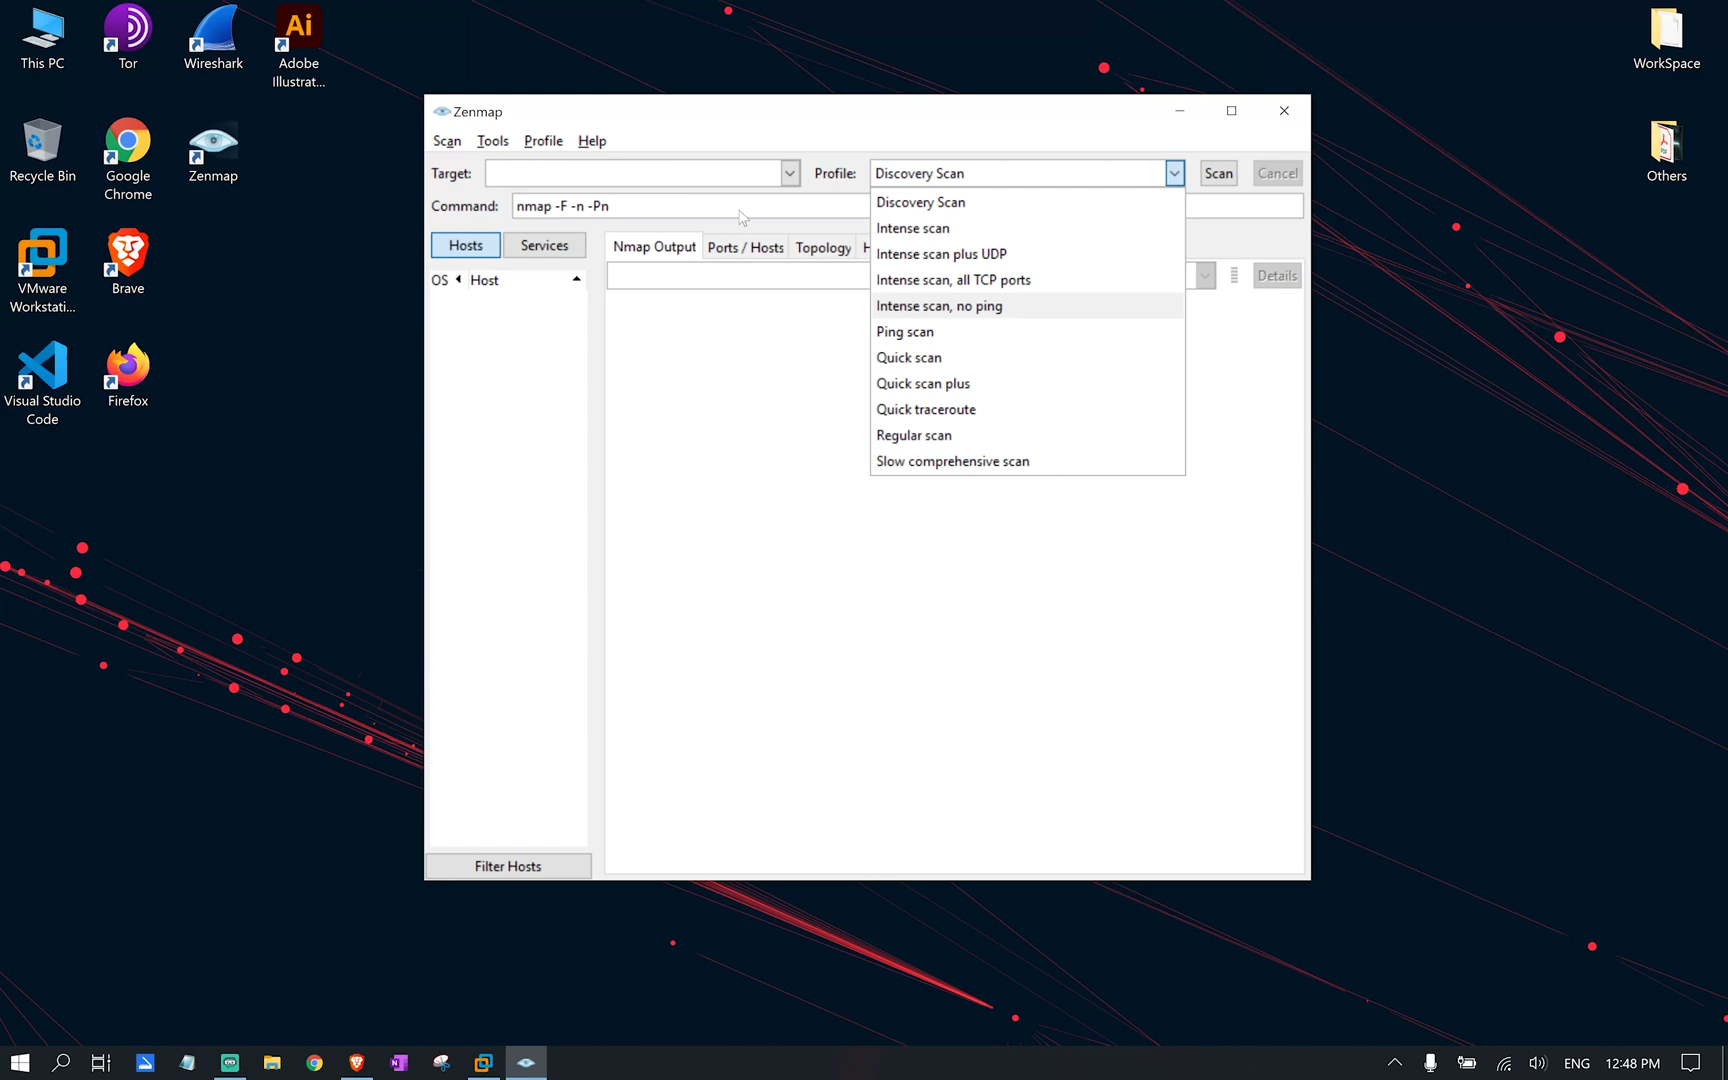 This PC
Tor
Wireshark
Ai
Adobe
Illustrat...
WorkSpace
Recycle Bin
Google
Chrome
Zenmap
Others
VMware
Workstati...
Brave
Visual Studio
Code
Firefox
Zenmap
Scan Tools Profile Help
Target:
Profile:
Discovery Scan
Scan
Cancel
Command:
nmap -F -n -Pn
Hosts
Services
Nmap Output
Ports / Hosts
Topology
H
Details
OS
Host
Discovery Scan
Intense scan
Intense scan plus UDP
Intense scan, all TCP ports
Intense scan, no ping
Ping scan
Quick scan
Quick scan plus
Quick traceroute
Regular scan
Slow comprehensive scan
Filter Hosts
ENG
12:48 PM